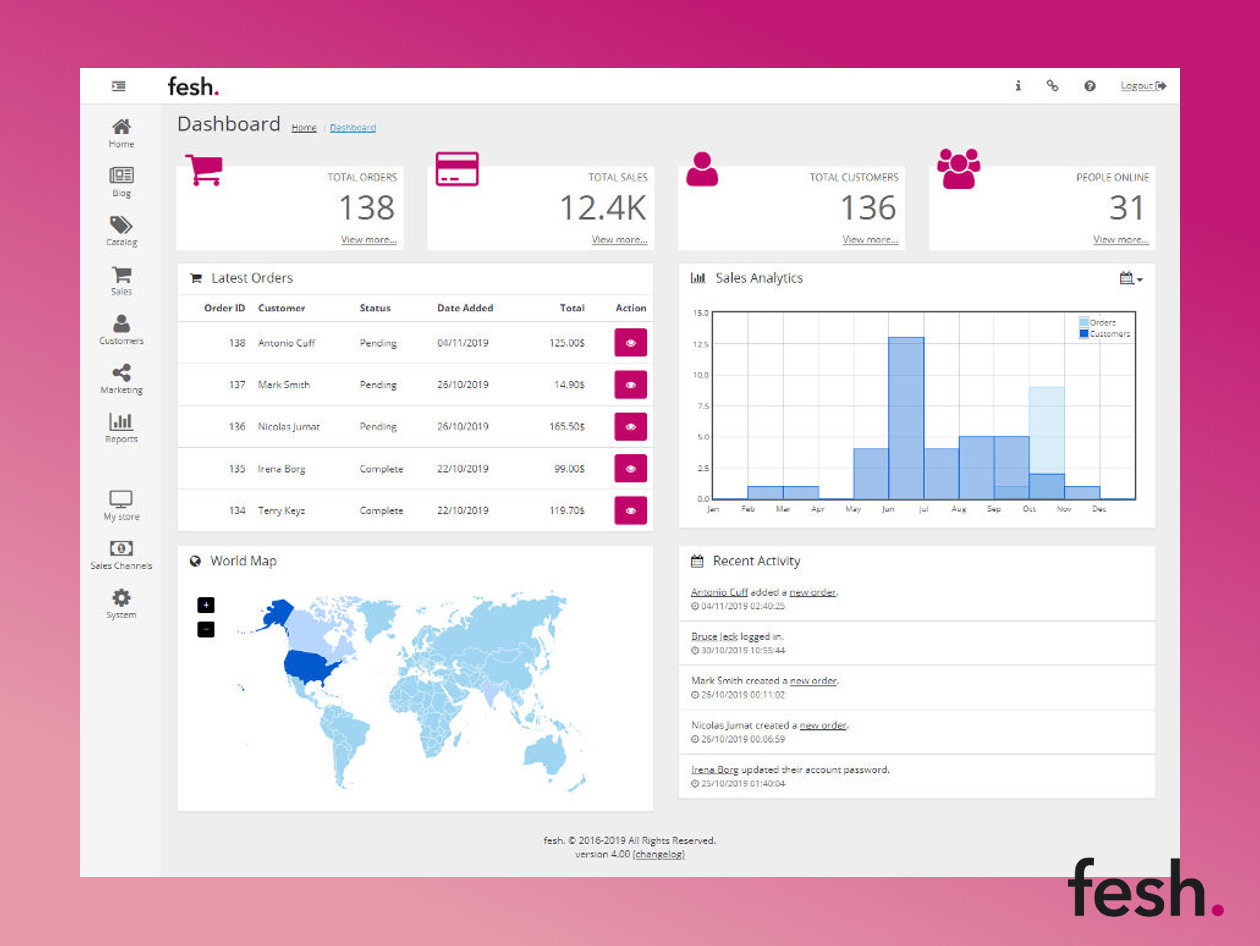 fesh.
Logout
Home
Blog
Catalog
Sales
Customers
Marketing
Reports
My store
Sales Channels
System
Dashboard Home / Dashboard
TOTAL ORDERS
138
View more...
TOTAL SALES
12.4K
View more...
TOTAL CUSTOMERS
136
View more...
PEOPLE ONLINE
31
View more...
Latest Orders
Order ID Customer Status Date Added Total Action
138 Antonio Cuff Pending 04/11/2019 125.00$
137 Mark Smith Pending 26/10/2019 14.90$
136 Nicolas Jumat Pending 26/10/2019 165.50$
135 Irena Borg Complete 22/10/2019 99.00$
134 Terry Keyz Complete 22/10/2019 119.70$
Sales Analytics
15.0
12.5
10.0
7.5
5.0
2.5
0.0
Orders
Customers
Jan Feb Mar Apr May Jun Jul Aug Sep Oct Nov Dec
World Map
+
-
Recent Activity
Antonio Cuff added a new order.
04/11/2019 02:40:25
Bruce Jeck logged in.
30/10/2019 10:55:44
Mark Smith created a new order.
26/10/2019 00:11:02
Nicolas Jumat created a new order.
26/10/2019 00:06:59
Irena Borg updated their account password.
25/10/2019 01:40:04
fesh. © 2016-2019 All Rights Reserved.
version 4.00 (changelog)
fesh.